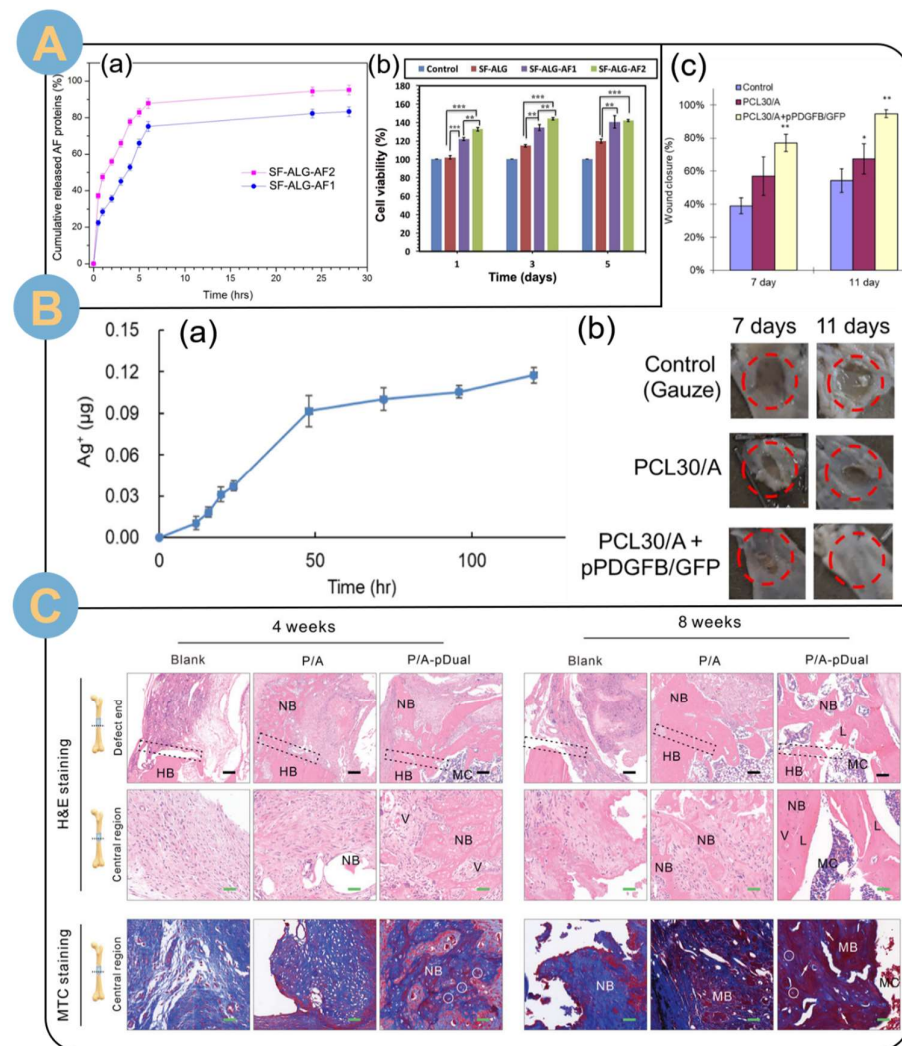 A
(a)
Cumulative released AF proteins (%)
100
80
60
40
20
0
SF-ALG-AF2
SF-ALG-AF1
0 5 10 15 20 25 30
Time (hrs)
(b)
Control SF-ALG SF-ALG-AF1 SF-ALG-AF2
Cell viability (%)
180
160
140
120
100
80
60
40
20
0
*** *** ** ** *** ** ** *** **
1 3 5
Time (days)
(c)
Control
PCL30/A
PCL30/A+pPDGFB/GFP
Wound closure (%)
100%
80%
60%
40%
20%
0%
** * **
7 day 11 day
B
(a)
Ag⁺ (µg)
0.15
0.12
0.09
0.06
0.03
0.00
0 50 100
Time (hr)
(b)
7 days 11 days
Control
(Gauze)
PCL30/A
PCL30/A +
pPDGFB/GFP
C
4 weeks 8 weeks
Blank P/A P/A-pDual Blank P/A P/A-pDual
H&E staining
Defect end
HB NB HB NB HB MC HB NB HB NB L HB MC
Central region
NB V NB V NB NB NB V L MC L
MTC staining
Central region
NB NB MB MB MC